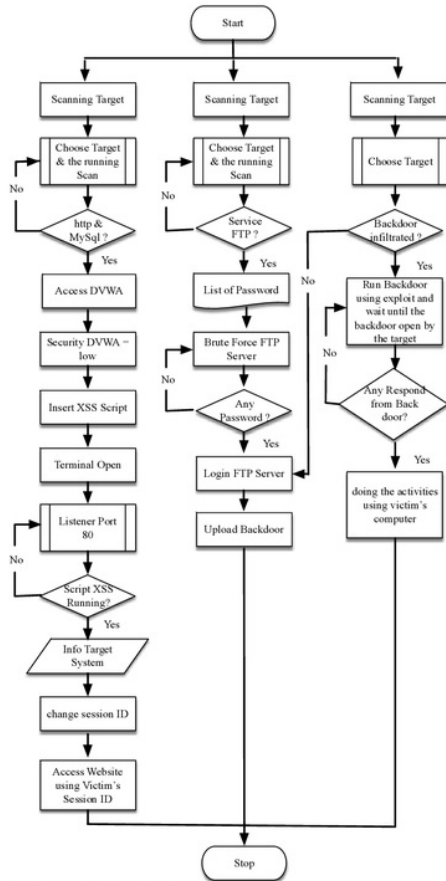 Start
Scanning Target
Choose Target
& the running
Scan
No
http &
MySql ?
Yes
Access DVWA
Security DVWA =
low
Insert XSS Script
Terminal Open
Listener Port
80
No
Script XSS
Running?
Yes
Info Target
System
change session ID
Access Website
using Victim's
Session ID
Scanning Target
Choose Target
& the running
Scan
No
Service
FTP ?
Yes
List of Password
Brute Force FTP
Server
No
Any
Password ?
Yes
Login FTP Server
Upload Backdoor
Scanning Target
Choose Target
Backdoor
infiltrated ?
No
Yes
Run Backdoor
using exploit and
wait until the
backdoor open by
the target
No
Any Respond
from Back
door?
Yes
doing the activities
using victim's
computer
Stop